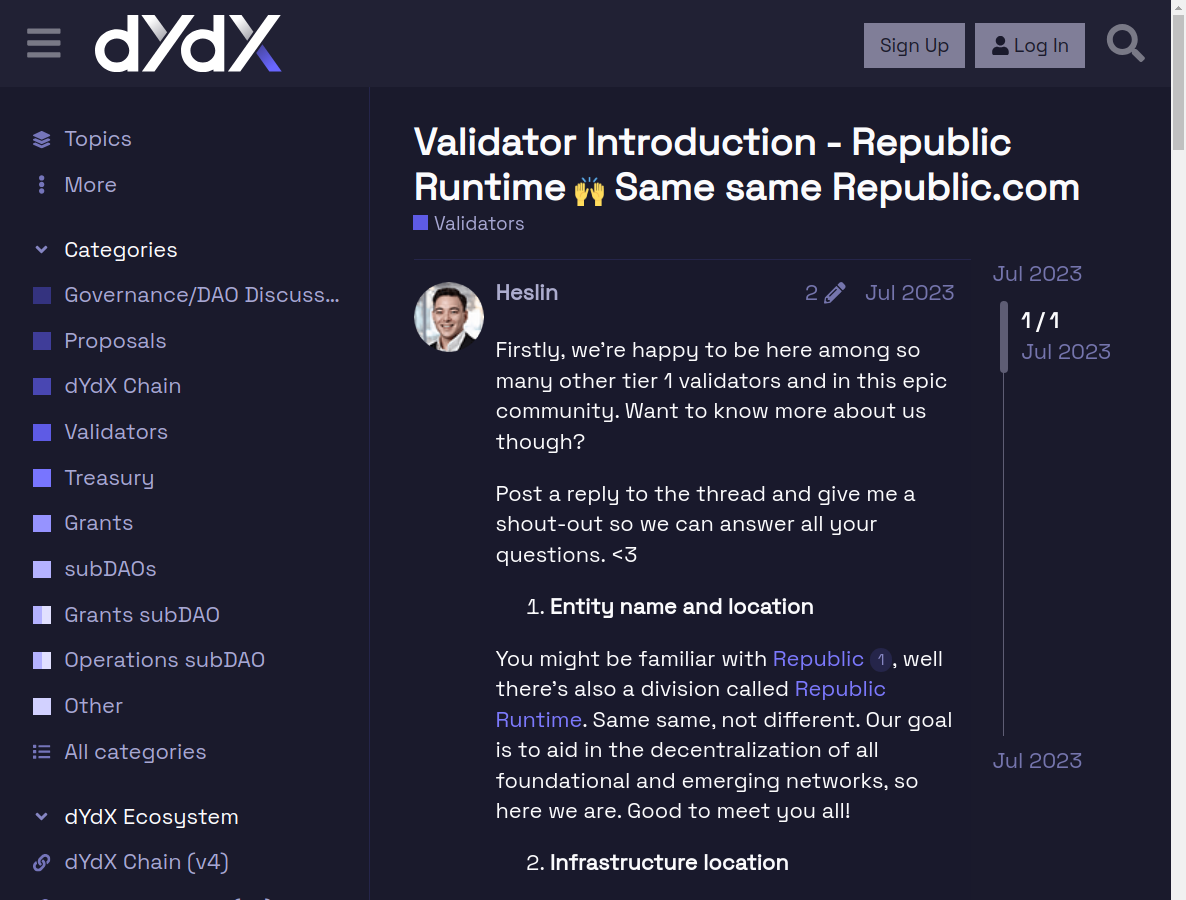 dYdX
Sign Up
Log In
Topics
More
Categories
Governance/DAO Discuss...
Proposals
dYdX Chain
Validators
Treasury
Grants
subDAOs
Grants subDAO
Operations subDAO
Other
All categories
dYdX Ecosystem
dYdX Chain (v4)
Validator Introduction - Republic
Runtime 🙌 Same same Republic.com
Validators
Heslin
2 Jul 2023
Firstly, we're happy to be here among so
many other tier 1 validators and in this epic
community. Want to know more about us
though?
Post a reply to the thread and give me a
shout-out so we can answer all your
questions. <3
1. Entity name and location
You might be familiar with Republic 1, well
there's also a division called Republic
Runtime. Same same, not different. Our goal
is to aid in the decentralization of all
foundational and emerging networks, so
here we are. Good to meet you all!
2. Infrastructure location
Jul 2023
1 / 1
Jul 2023
Jul 2023